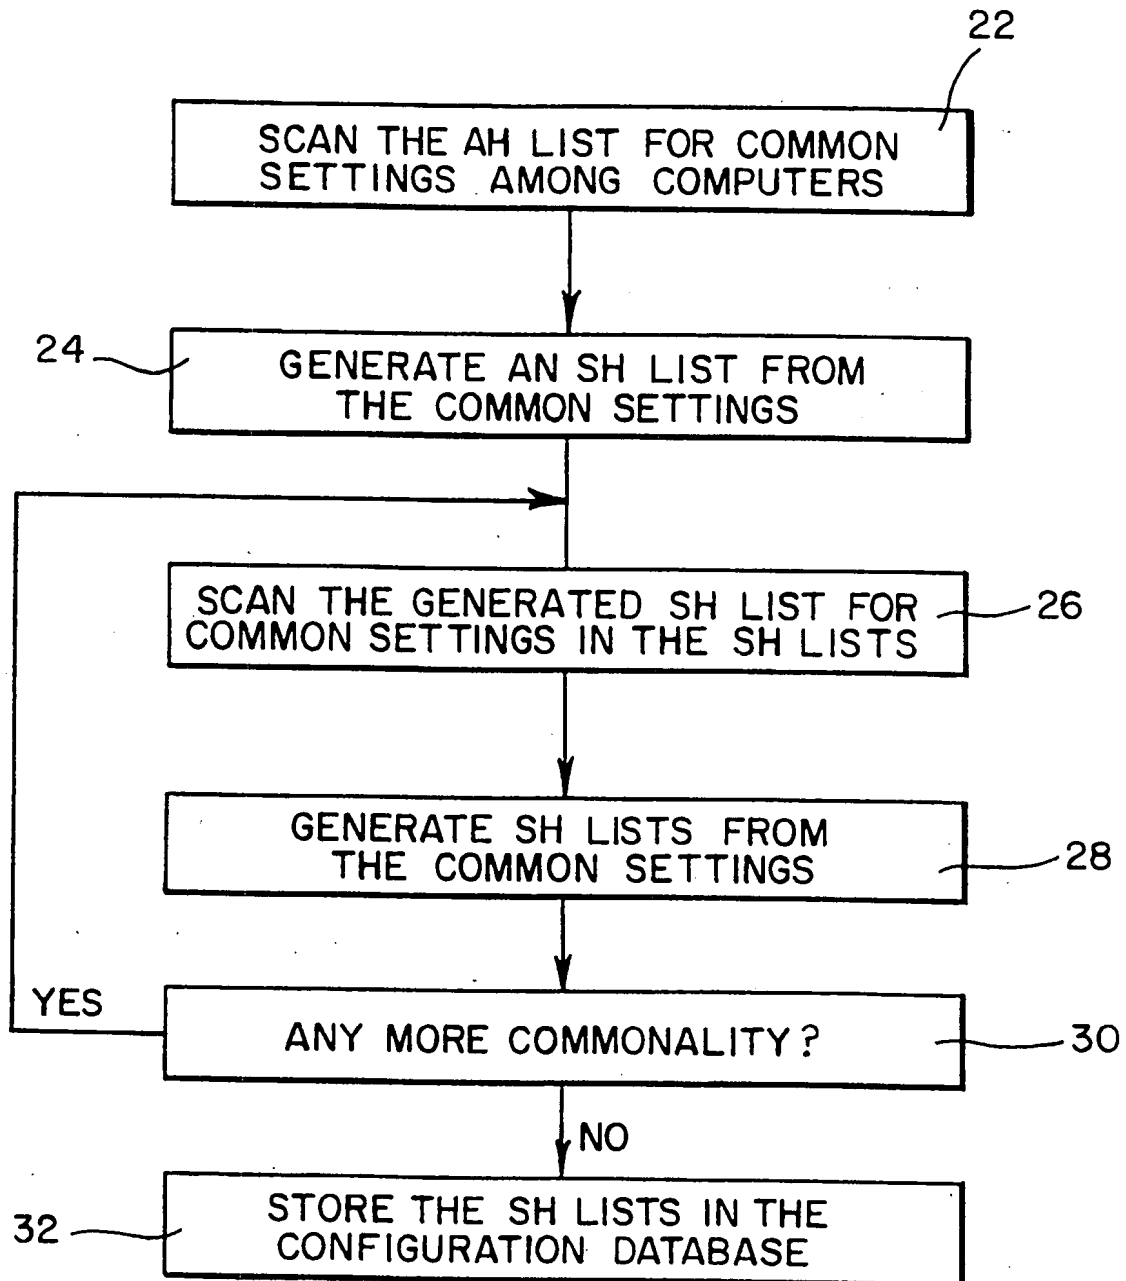 22
SCAN THE AH LIST FOR COMMON
SETTINGS AMONG COMPUTERS
24
GENERATE AN SH LIST FROM
THE COMMON SETTINGS
SCAN THE GENERATED SH LIST FOR
COMMON SETTINGS IN THE SH LISTS
26
GENERATE SH LISTS FROM
THE COMMON SETTINGS
28
YES
ANY MORE COMMONALITY?
30
NO
32
STORE THE SH LISTS IN THE
CONFIGURATION DATABASE